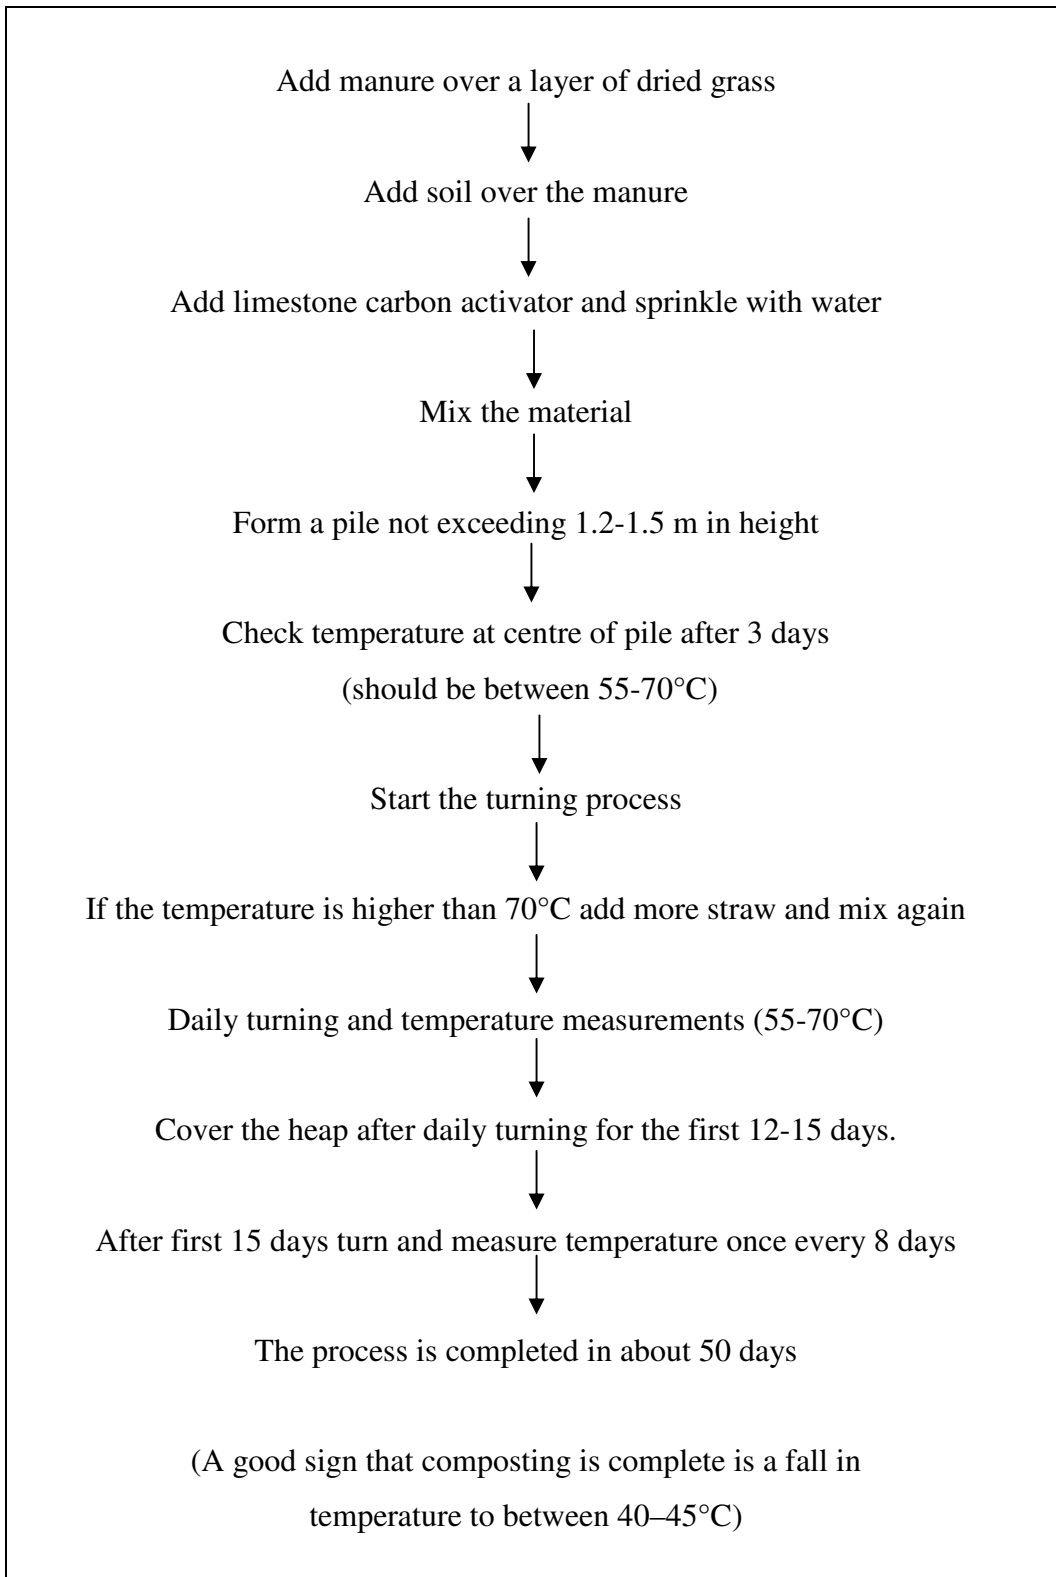 Add manure over a layer of dried grass
Add soil over the manure
Add limestone carbon activator and sprinkle with water
Mix the material
Form a pile not exceeding 1.2-1.5 m in height
Check temperature at centre of pile after 3 days
(should be between 55-70°C)
Start the turning process
If the temperature is higher than 70°C add more straw and mix again
Daily turning and temperature measurements (55-70°C)
Cover the heap after daily turning for the first 12-15 days.
After first 15 days turn and measure temperature once every 8 days
The process is completed in about 50 days
(A good sign that composting is complete is a fall in
temperature to between 40–45°C)